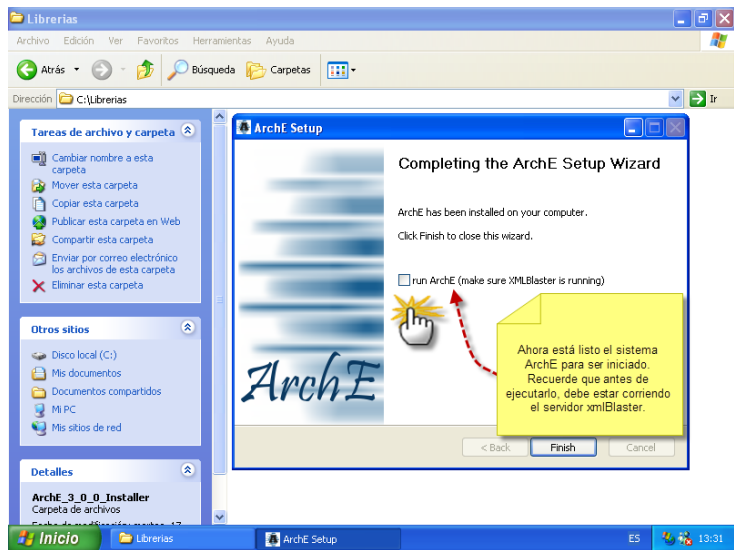 Librerias
Archivo Edición Ver Favoritos Herramientas Ayuda
Atrás Búsqueda Carpetas
Dirección C:\Librerias Ir
Tareas de archivo y carpeta
Cambiar nombre a esta
carpeta
Mover esta carpeta
Copiar esta carpeta
Publicar esta carpeta en Web
Compartir esta carpeta
Enviar por correo electrónico
los archivos de esta carpeta
Eliminar esta carpeta
Otros sitios
Disco local (C:)
Mis documentos
Documentos compartidos
Mi PC
Mis sitios de red
Detalles
ArchE_3_0_0_Installer
Carpeta de archivos
ArchE Setup
Completing the ArchE Setup Wizard
ArchE has been installed on your computer.
Click Finish to close this wizard.
run ArchE (make sure XMLBlaster is running)
ArchE
Ahora está listo el sistema
ArchE para ser iniciado.
Recuerde que antes de
ejecutarlo, debe estar corriendo
el servidor xmlBlaster.
< Back Finish Cancel
Inicio Librerias ArchE Setup ES 13:31